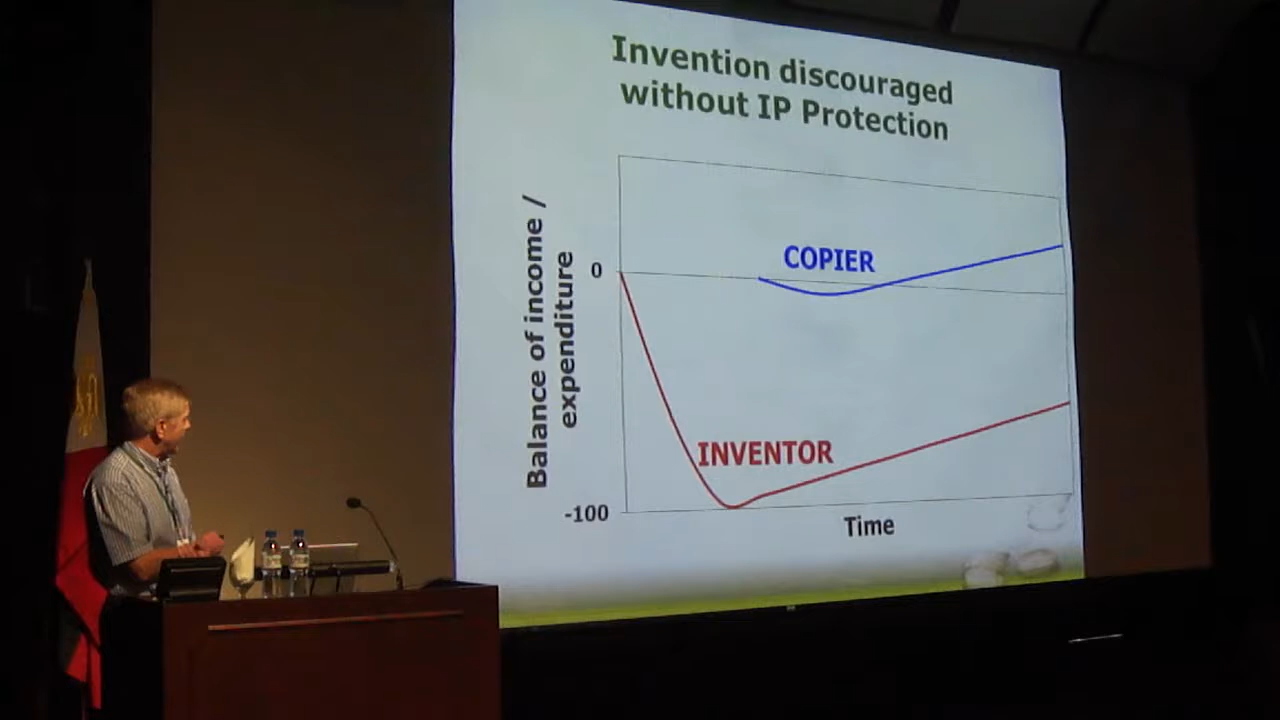 Invention discouraged
without IP Protection
Balance of income /
expenditure
0
COPIER
INVENTOR
-100
Time